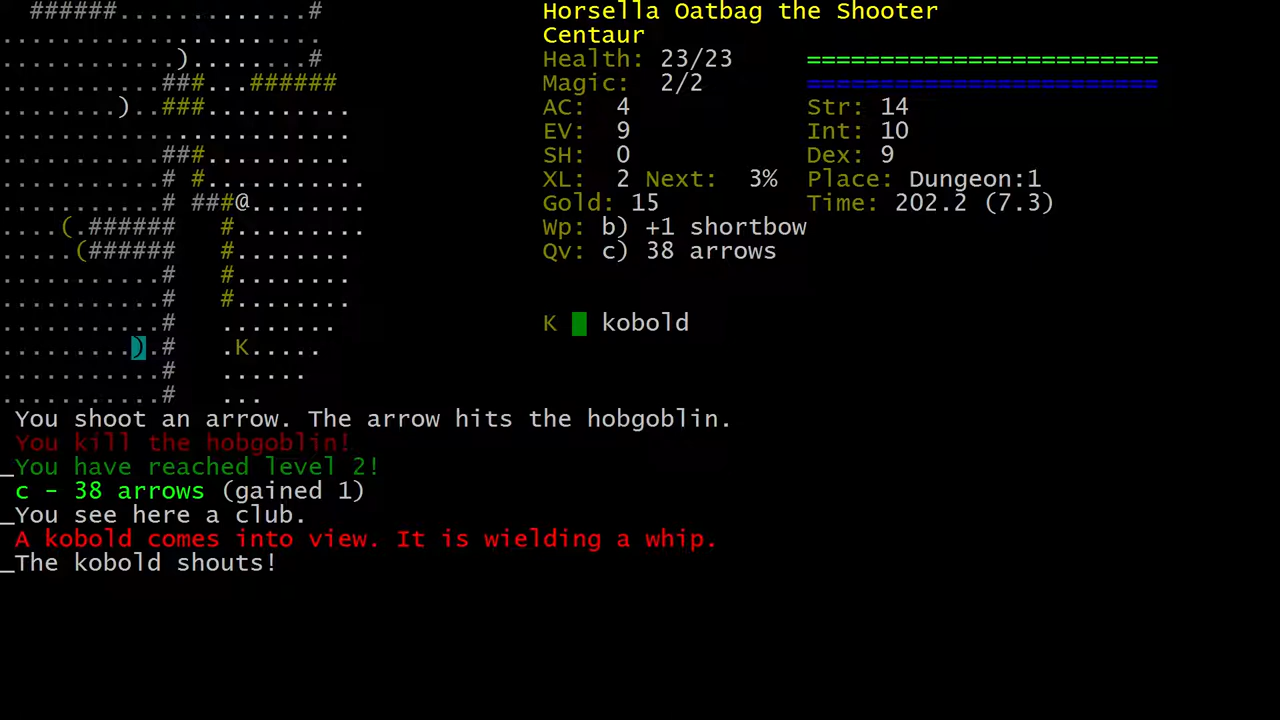 ######.............# Horsella Oatbag the Shooter
...................... Centaur
............)........# Health: 23/23 ========================
...........###...###### Magic: 2/2 ========================
........)..###.......... AC: 4 Str: 14
........................ EV: 9 Int: 10
...........###.......... SH: 0 Dex: 9
...........# #........... XL: 2 Next: 3% Place: Dungeon:1
...........# ###@........ Gold: 15 Time: 202.2 (7.3)
....(.###### #......... Wp: b) +1 shortbow
.....(###### #........ Qv: c) 38 arrows
...........# #........
...........# #........
...........# ........ K kobold
.........).# .K.....
...........# ......
...........# ...
You shoot an arrow. The arrow hits the hobgoblin.
You kill the hobgoblin!
_You have reached level 2!
c - 38 arrows (gained 1)
_You see here a club.
A kobold comes into view. It is wielding a whip.
_The kobold shouts!